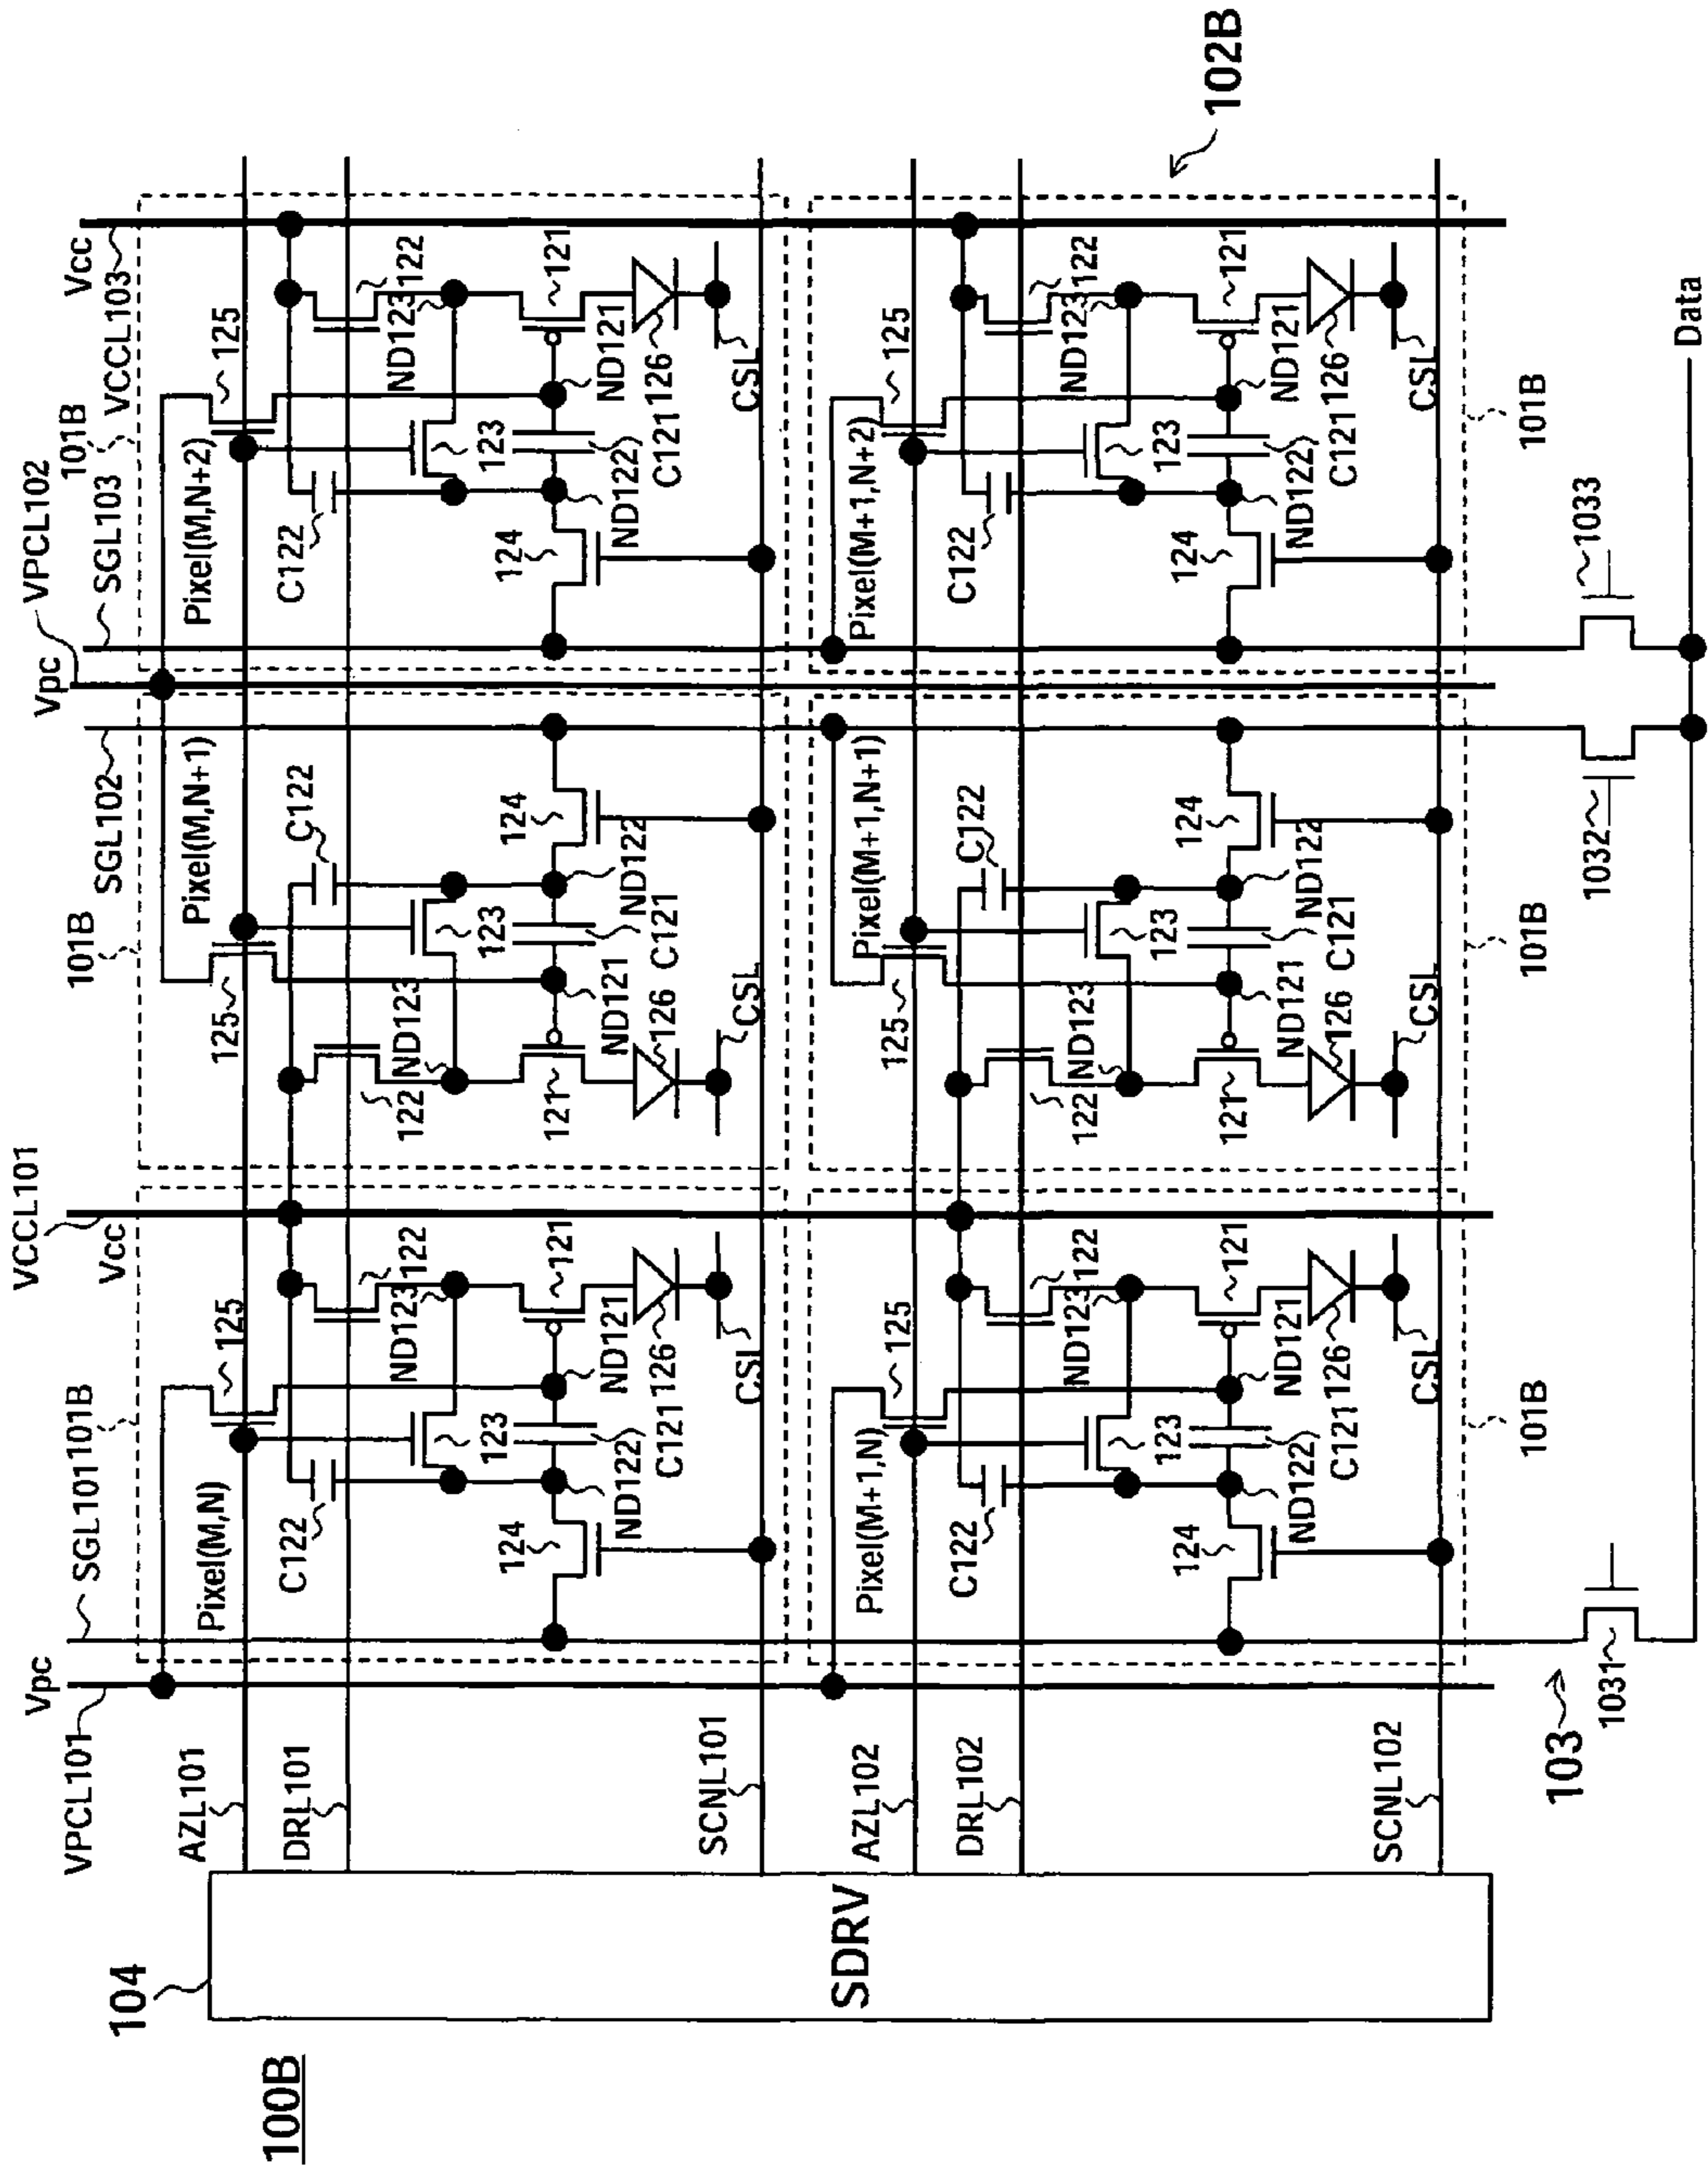 100B
104
SDRV
VPCL101
Vpc
SGL101
101B
VCCL101
Vcc
101B
SGL102
Vpc
VPCL102
SGL103
101B
VCCL103
Vcc
AZL101
DRL101
SCNL101
Pixel(M,N)
125
C122
122
ND123
123
121
124
ND122
C121
ND121
126
CSL
Pixel(M,N+1)
125
C122
122
ND123
123
121
124
ND122
C121
ND121
126
CSL
Pixel(M,N+2)
125
C122
122
ND123
123
121
124
ND122
C121
ND121
126
CSL
102B
AZL102
DRL102
SCNL102
Pixel(M+1,N)
125
C122
122
ND123
123
121
124
ND122
C121
ND121
126
CSL
Pixel(M+1,N+1)
125
C122
122
ND123
123
121
124
ND122
C121
ND121
126
CSL
Pixel(M+1,N+2)
125
C122
122
ND123
123
121
124
ND122
C121
ND121
126
CSL
101B
101B
101B
103
1031
1032
1033
Data